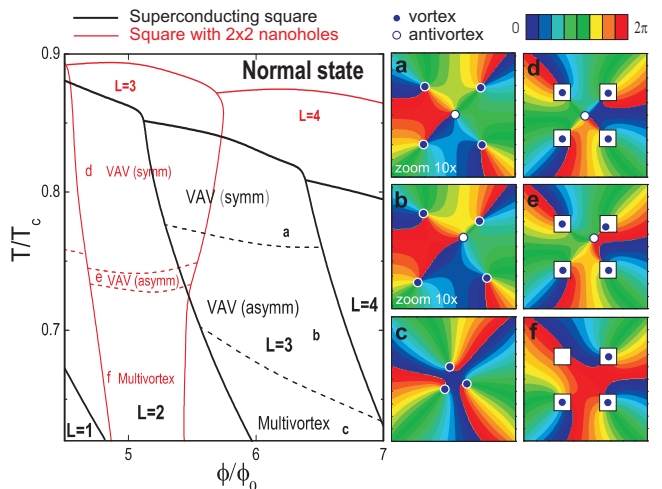 Superconducting square
Square with 2x2 nanoholes
vortex
antivortex
0
2π
0.9
0.8
0.7
T/Tc
5
6
7
ϕ/ϕ0
Normal state
L=3
L=4
d
VAV (symm)
VAV (symm)
a
e
VAV (asymm)
VAV (asymm)
L=4
L=3
b
f
Multivortex
L=2
L=1
Multivortex
c
a
zoom 10x
d
b
zoom 10x
e
c
f